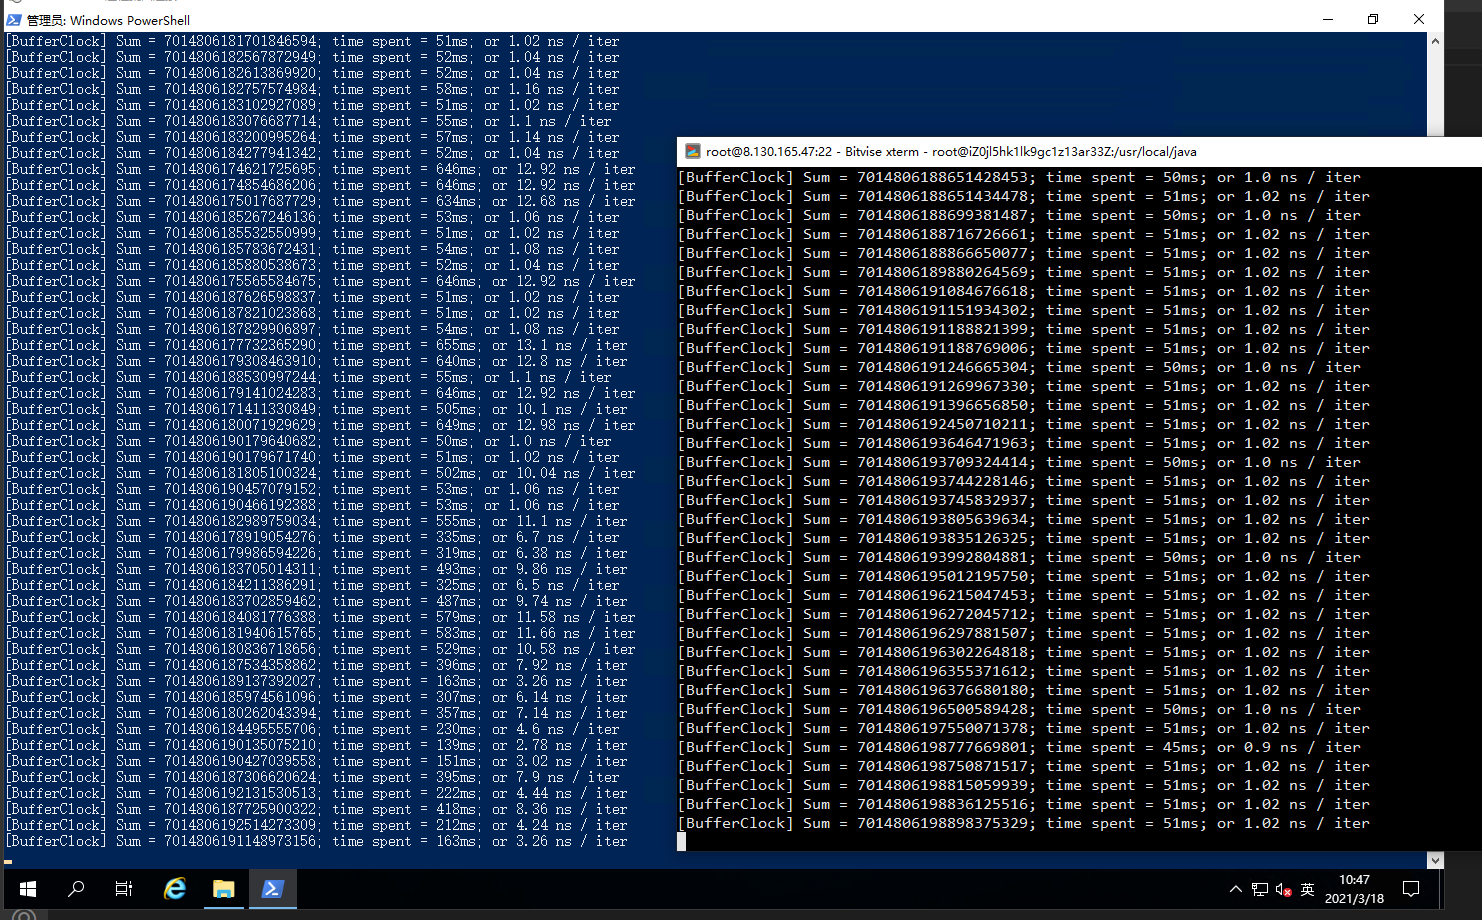 管理员: Windows PowerShell
[BufferClock] Sum = 7014806181701846594; time spent = 51ms; or 1.02 ns / iter
[BufferClock] Sum = 7014806182567872949; time spent = 52ms; or 1.04 ns / iter
[BufferClock] Sum = 7014806182613869920; time spent = 52ms; or 1.04 ns / iter
[BufferClock] Sum = 7014806182757574984; time spent = 58ms; or 1.16 ns / iter
[BufferClock] Sum = 7014806183102927089; time spent = 51ms; or 1.02 ns / iter
[BufferClock] Sum = 7014806183076687714; time spent = 55ms; or 1.1 ns / iter
[BufferClock] Sum = 7014806183200995264; time spent = 57ms; or 1.14 ns / iter
[BufferClock] Sum = 7014806184277941342; time spent = 52ms; or 1.04 ns / iter
[BufferClock] Sum = 7014806174621725695; time spent = 646ms; or 12.92 ns / iter
[BufferClock] Sum = 7014806174854686206; time spent = 646ms; or 12.92 ns / iter
[BufferClock] Sum = 7014806175017687729; time spent = 634ms; or 12.68 ns / iter
[BufferClock] Sum = 7014806185267246136; time spent = 53ms; or 1.06 ns / iter
[BufferClock] Sum = 7014806185532550999; time spent = 51ms; or 1.02 ns / iter
[BufferClock] Sum = 7014806185783672431; time spent = 54ms; or 1.08 ns / iter
[BufferClock] Sum = 7014806185880538673; time spent = 52ms; or 1.04 ns / iter
[BufferClock] Sum = 7014806175565584675; time spent = 646ms; or 12.92 ns / iter
[BufferClock] Sum = 7014806187626598837; time spent = 51ms; or 1.02 ns / iter
[BufferClock] Sum = 7014806187821023868; time spent = 51ms; or 1.02 ns / iter
[BufferClock] Sum = 7014806187829906897; time spent = 54ms; or 1.08 ns / iter
[BufferClock] Sum = 7014806177732365290; time spent = 655ms; or 13.1 ns / iter
[BufferClock] Sum = 7014806179308463910; time spent = 640ms; or 12.8 ns / iter
[BufferClock] Sum = 7014806188530997244; time spent = 55ms; or 1.1 ns / iter
[BufferClock] Sum = 7014806179141024283; time spent = 646ms; or 12.92 ns / iter
[BufferClock] Sum = 7014806171411330849; time spent = 505ms; or 10.1 ns / iter
[BufferClock] Sum = 7014806180071929629; time spent = 649ms; or 12.98 ns / iter
[BufferClock] Sum = 7014806190179640682; time spent = 50ms; or 1.0 ns / iter
[BufferClock] Sum = 7014806190179671740; time spent = 51ms; or 1.02 ns / iter
[BufferClock] Sum = 7014806181805100324; time spent = 502ms; or 10.04 ns / iter
[BufferClock] Sum = 7014806190457079152; time spent = 53ms; or 1.06 ns / iter
[BufferClock] Sum = 7014806190466192388; time spent = 53ms; or 1.06 ns / iter
[BufferClock] Sum = 7014806182989759034; time spent = 555ms; or 11.1 ns / iter
[BufferClock] Sum = 7014806178919054276; time spent = 335ms; or 6.7 ns / iter
[BufferClock] Sum = 7014806179986594226; time spent = 319ms; or 6.38 ns / iter
[BufferClock] Sum = 7014806183705014311; time spent = 493ms; or 9.86 ns / iter
[BufferClock] Sum = 7014806184211386291; time spent = 325ms; or 6.5 ns / iter
[BufferClock] Sum = 7014806183702859462; time spent = 487ms; or 9.74 ns / iter
[BufferClock] Sum = 7014806184081776388; time spent = 579ms; or 11.58 ns / iter
[BufferClock] Sum = 7014806181940615765; time spent = 583ms; or 11.66 ns / iter
[BufferClock] Sum = 7014806180836718656; time spent = 529ms; or 10.58 ns / iter
[BufferClock] Sum = 7014806187534358862; time spent = 396ms; or 7.92 ns / iter
[BufferClock] Sum = 7014806189137392027; time spent = 163ms; or 3.26 ns / iter
[BufferClock] Sum = 7014806185974561096; time spent = 307ms; or 6.14 ns / iter
[BufferClock] Sum = 7014806180262043394; time spent = 357ms; or 7.14 ns / iter
[BufferClock] Sum = 7014806184495555706; time spent = 230ms; or 4.6 ns / iter
[BufferClock] Sum = 7014806190135075210; time spent = 139ms; or 2.78 ns / iter
[BufferClock] Sum = 7014806190427039558; time spent = 151ms; or 3.02 ns / iter
[BufferClock] Sum = 7014806187306620624; time spent = 395ms; or 7.9 ns / iter
[BufferClock] Sum = 7014806192131530513; time spent = 222ms; or 4.44 ns / iter
[BufferClock] Sum = 7014806187725900322; time spent = 418ms; or 8.36 ns / iter
[BufferClock] Sum = 7014806192514273309; time spent = 212ms; or 4.24 ns / iter
[BufferClock] Sum = 7014806191148973156; time spent = 163ms; or 3.26 ns / iter
root@8.130.165.47:22 - Bitvise xterm - root@iZ0jl5hk1lk9gc1z13ar33Z:/usr/local/java
[BufferClock] Sum = 7014806188651428453; time spent = 50ms; or 1.0 ns / iter
[BufferClock] Sum = 7014806188651434478; time spent = 51ms; or 1.02 ns / iter
[BufferClock] Sum = 7014806188699381487; time spent = 50ms; or 1.0 ns / iter
[BufferClock] Sum = 7014806188716726661; time spent = 51ms; or 1.02 ns / iter
[BufferClock] Sum = 7014806188866650077; time spent = 51ms; or 1.02 ns / iter
[BufferClock] Sum = 7014806189880264569; time spent = 51ms; or 1.02 ns / iter
[BufferClock] Sum = 7014806191084676618; time spent = 51ms; or 1.02 ns / iter
[BufferClock] Sum = 7014806191151934302; time spent = 51ms; or 1.02 ns / iter
[BufferClock] Sum = 7014806191188821399; time spent = 51ms; or 1.02 ns / iter
[BufferClock] Sum = 7014806191188769006; time spent = 51ms; or 1.02 ns / iter
[BufferClock] Sum = 7014806191246665304; time spent = 50ms; or 1.0 ns / iter
[BufferClock] Sum = 7014806191269967330; time spent = 51ms; or 1.02 ns / iter
[BufferClock] Sum = 7014806191396656850; time spent = 51ms; or 1.02 ns / iter
[BufferClock] Sum = 7014806192450710211; time spent = 51ms; or 1.02 ns / iter
[BufferClock] Sum = 7014806193646471963; time spent = 51ms; or 1.02 ns / iter
[BufferClock] Sum = 7014806193709324414; time spent = 50ms; or 1.0 ns / iter
[BufferClock] Sum = 7014806193744228146; time spent = 51ms; or 1.02 ns / iter
[BufferClock] Sum = 7014806193745832937; time spent = 51ms; or 1.02 ns / iter
[BufferClock] Sum = 7014806193805639634; time spent = 51ms; or 1.02 ns / iter
[BufferClock] Sum = 7014806193835126325; time spent = 51ms; or 1.02 ns / iter
[BufferClock] Sum = 7014806193992804881; time spent = 50ms; or 1.0 ns / iter
[BufferClock] Sum = 7014806195012195750; time spent = 51ms; or 1.02 ns / iter
[BufferClock] Sum = 7014806196215047453; time spent = 51ms; or 1.02 ns / iter
[BufferClock] Sum = 7014806196272045712; time spent = 51ms; or 1.02 ns / iter
[BufferClock] Sum = 7014806196297881507; time spent = 51ms; or 1.02 ns / iter
[BufferClock] Sum = 7014806196302264818; time spent = 51ms; or 1.02 ns / iter
[BufferClock] Sum = 7014806196355371612; time spent = 51ms; or 1.02 ns / iter
[BufferClock] Sum = 7014806196376680180; time spent = 51ms; or 1.02 ns / iter
[BufferClock] Sum = 7014806196500589428; time spent = 50ms; or 1.0 ns / iter
[BufferClock] Sum = 7014806197550071378; time spent = 51ms; or 1.02 ns / iter
[BufferClock] Sum = 7014806198777669801; time spent = 45ms; or 0.9 ns / iter
[BufferClock] Sum = 7014806198750871517; time spent = 51ms; or 1.02 ns / iter
[BufferClock] Sum = 7014806198815059939; time spent = 51ms; or 1.02 ns / iter
[BufferClock] Sum = 7014806198836125516; time spent = 51ms; or 1.02 ns / iter
[BufferClock] Sum = 7014806198898375329; time spent = 51ms; or 1.02 ns / iter
英
10:47
2021/3/18